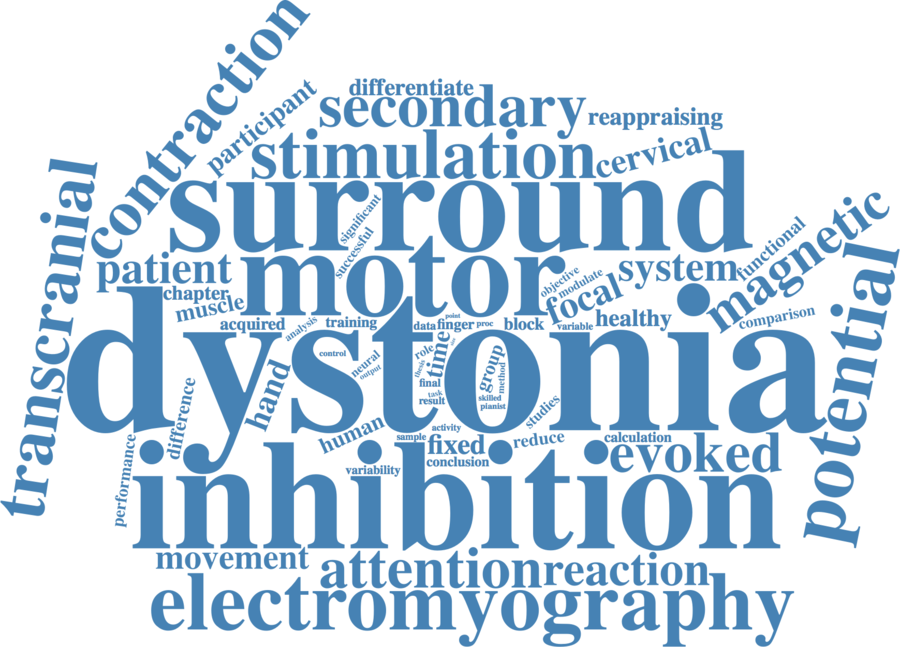 differentiate
contraction
participant
secondary
reappraising
stimulation
cervical
surround
transcranial
significant
successful
magnetic
functional
patient
motor
system
objective
modulate
focal
chapter
muscle
potential
acquired
analysis
training
data
point
finger
proc
block
variable
healthy
comparison
dystonia
control
neural
output
role
time
thesis
final
task
result
group
method
skilled
pianist
hand
difference
human
studies
activity
sample
fixed
reduce
calculation
evoked
conclusion
variability
performance
inhibition
movement
attention
reaction
electromyography